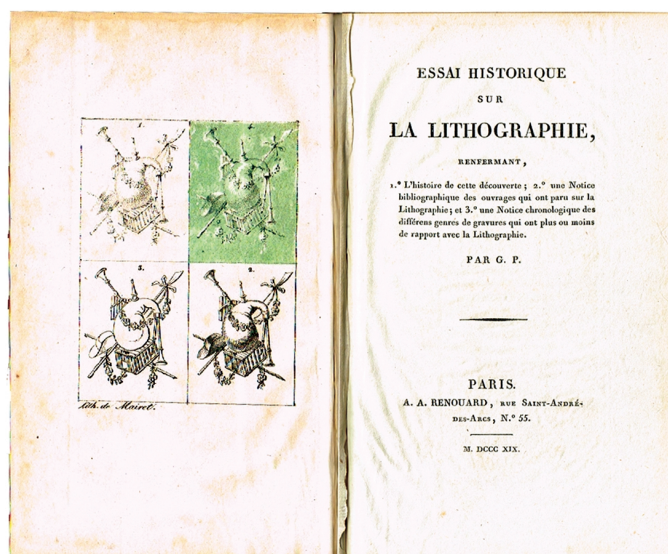 3.
2.
Lith. de Mairet.
ESSAI HISTORIQUE
SUR
LA LITHOGRAPHIE,
RENFERMANT,
1.º L'histoire de cette découverte ; 2.º une Notice
bibliographique des ouvrages qui ont paru sur la
Lithographie ; et 3.º une Notice chronologique des
différens genres de gravures qui ont plus ou moins
de rapport avec la Lithographie.
PAR G. P.
PARIS.
A. A. RENOUARD, RUE SAINT-ANDRÉ-
DES-ARCS, N.º 55.
M. DCCC XIX.